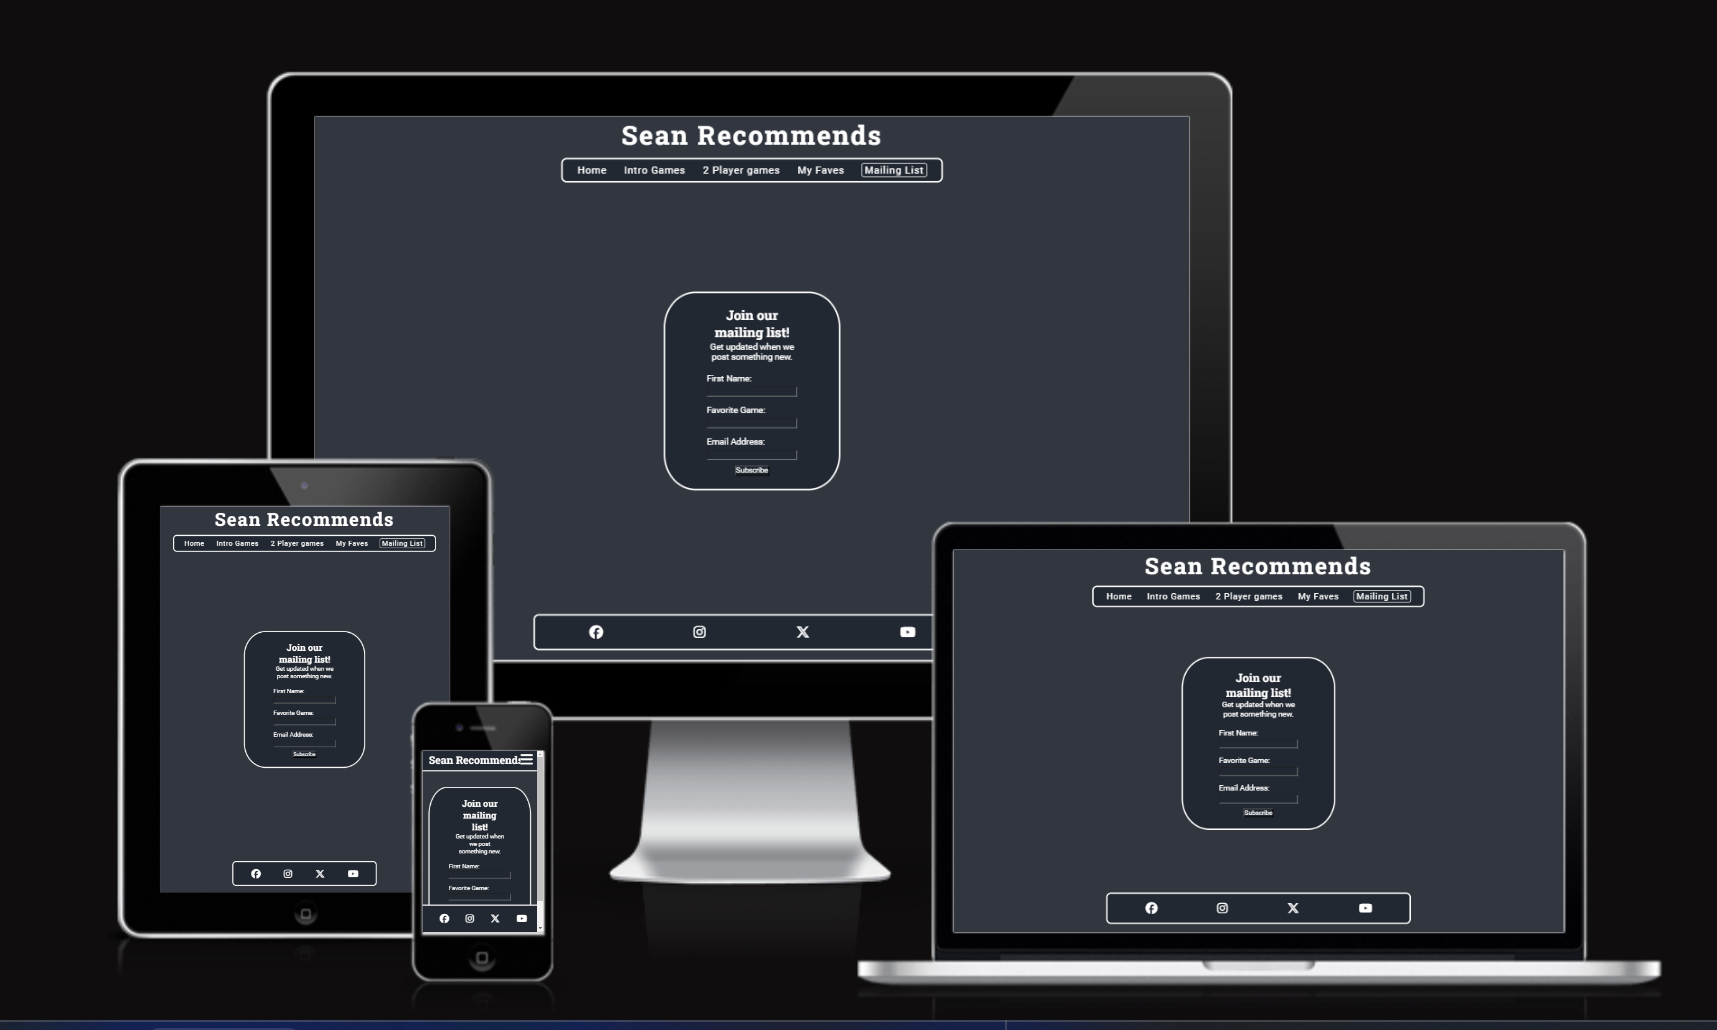 Sean Recommends
Home Intro Games 2 Player games My Faves Mailing List
Join our
mailing list!
Get updated when we
post something new.
First Name:
Favorite Game:
Email Address:
Subscribe
Sean Recommends
Home Intro Games 2 Player games My Faves Mailing List
Join our
mailing list!
Get updated when we
post something new.
First Name:
Favorite Game:
Email Address:
Subscribe
Sean Recommends
Join our
mailing
list!
Get updated when
we post
something new.
First Name:
Favorite Game:
Sean Recommends
Home Intro Games 2 Player games My Faves Mailing List
Join our
mailing list!
Get updated when we
post something new.
First Name:
Favorite Game:
Email Address:
Subscribe